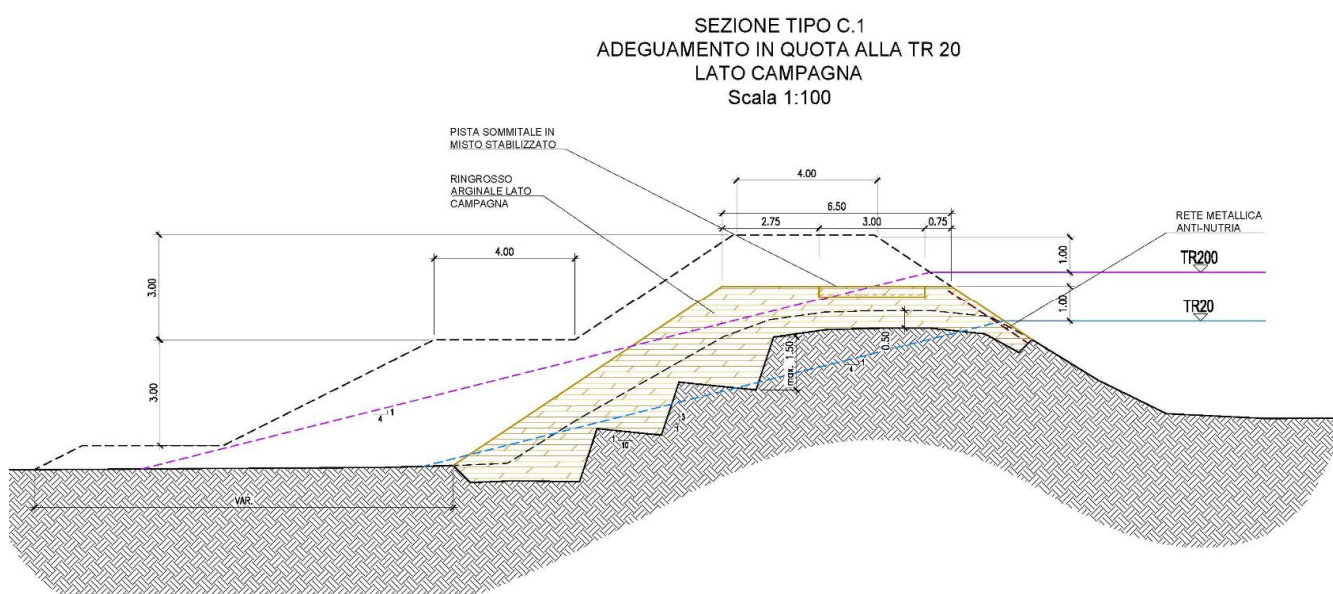 SEZIONE TIPO C.1
ADEGUAMENTO IN QUOTA ALLA TR 20
LATO CAMPAGNA
Scala 1:100
PISTA SOMMITALE IN
MISTO STABILIZZATO
RINGROSSO
ARGINALE LATO
CAMPAGNA
4.00
6.50
2.75
3.00
0.75
RETE METALLICA
ANTI-NUTRIA
TR200
TR20
1.00
1.00
4.00
3.00
3.00
0.50
max. 1.50
4
1
4
1
1
10
3
1
VAR.